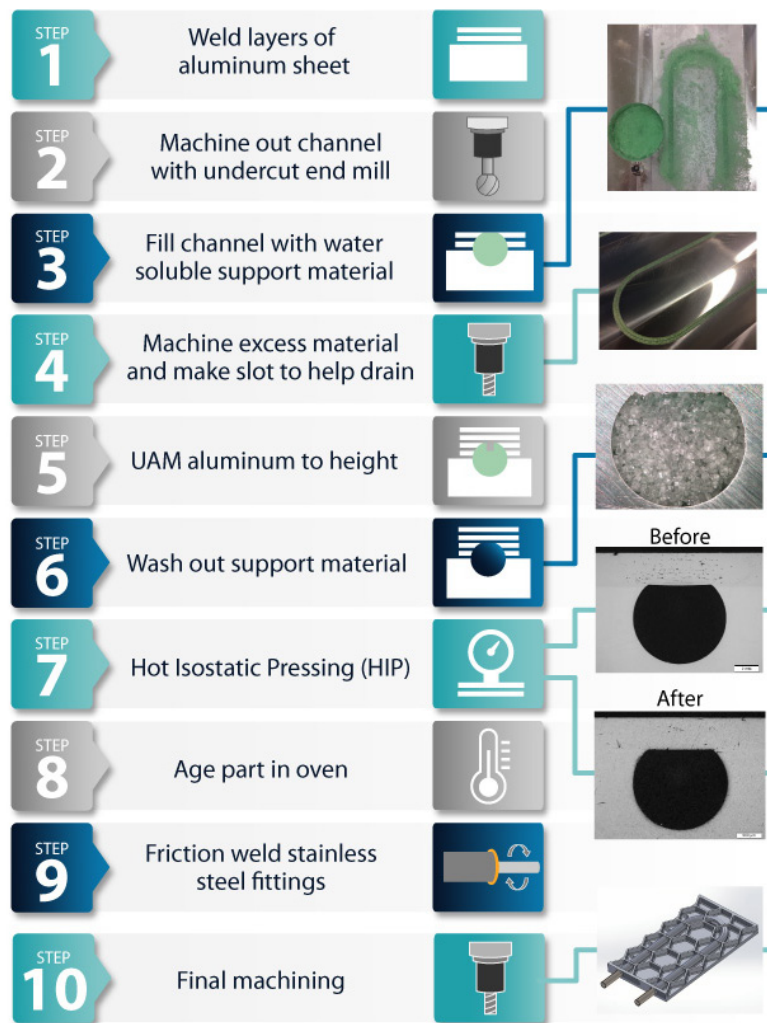 STEP
1
Weld layers of
aluminum sheet
STEP
2
Machine out channel
with undercut end mill
STEP
3
Fill channel with water
soluble support material
STEP
4
Machine excess material
and make slot to help drain
STEP
5
UAM aluminum to height
STEP
6
Wash out support material
Before
STEP
7
Hot Isostatic Pressing (HIP)
After
STEP
8
Age part in oven
STEP
9
Friction weld stainless
steel fittings
STEP
10
Final machining